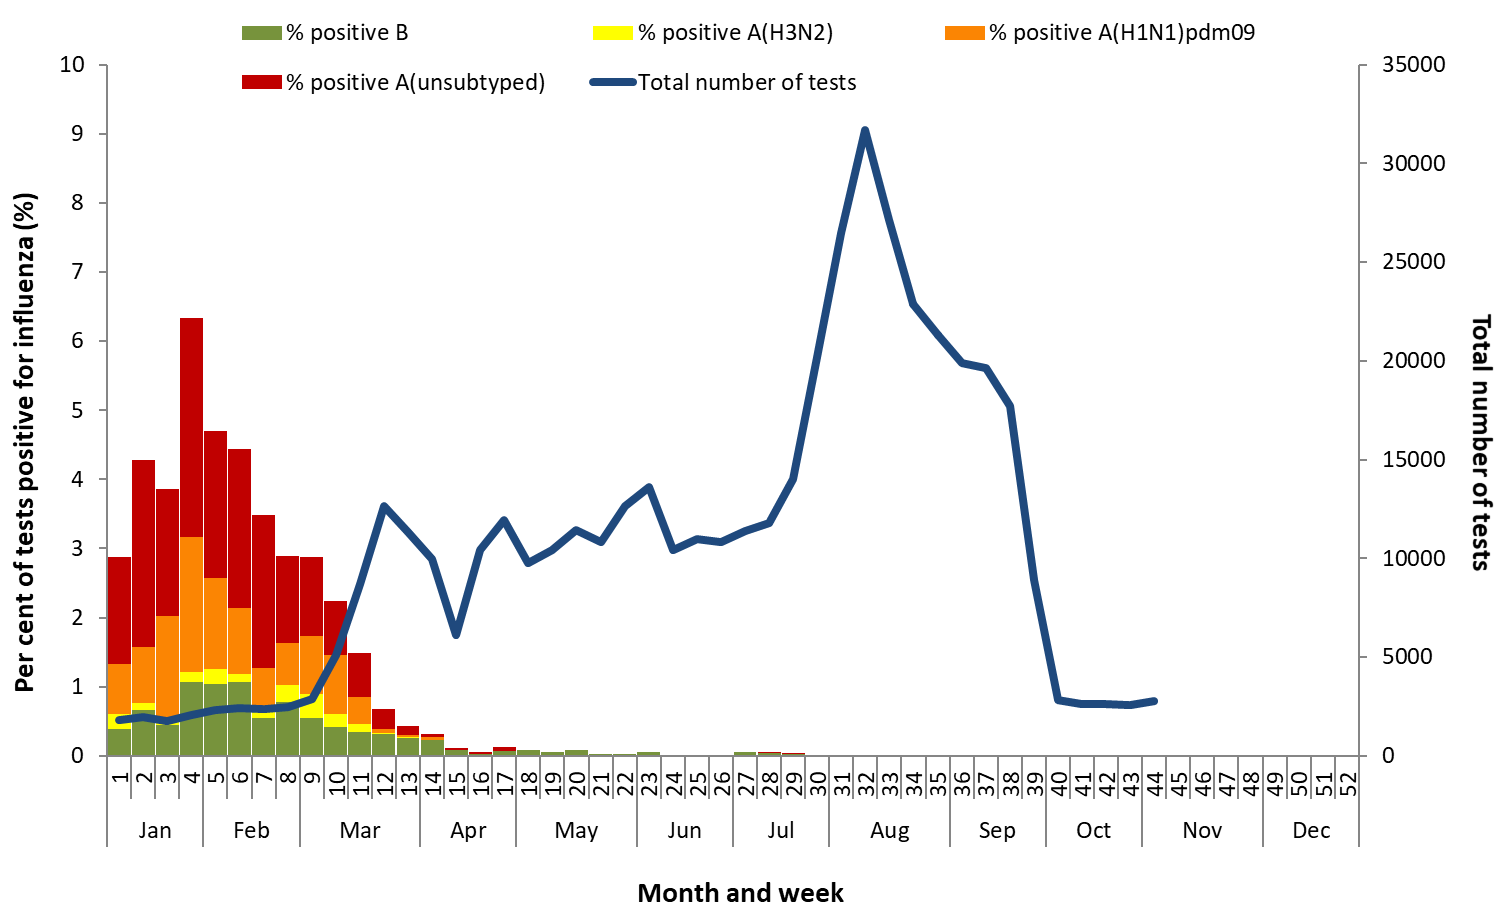 % positive B % positive A(H3N2) % positive A(H1N1)pdm09
% positive A(unsubtyped) Total number of tests
Per cent of tests positive for influenza (%)
10
9
8
7
6
5
4
3
2
1
0
35000
30000
25000
20000
15000
10000
5000
0
Total number of tests
1 2 3 4 5 6 7 8 9 10 11 12 13 14 15 16 17 18 19 20 21 22 23 24 25 26 27 28 29 30 31 32 33 34 35 36 37 38 39 40 41 42 43 44 45 46 47 48 49 50 51 52
Jan Feb Mar Apr May Jun Jul Aug Sep Oct Nov Dec
Month and week